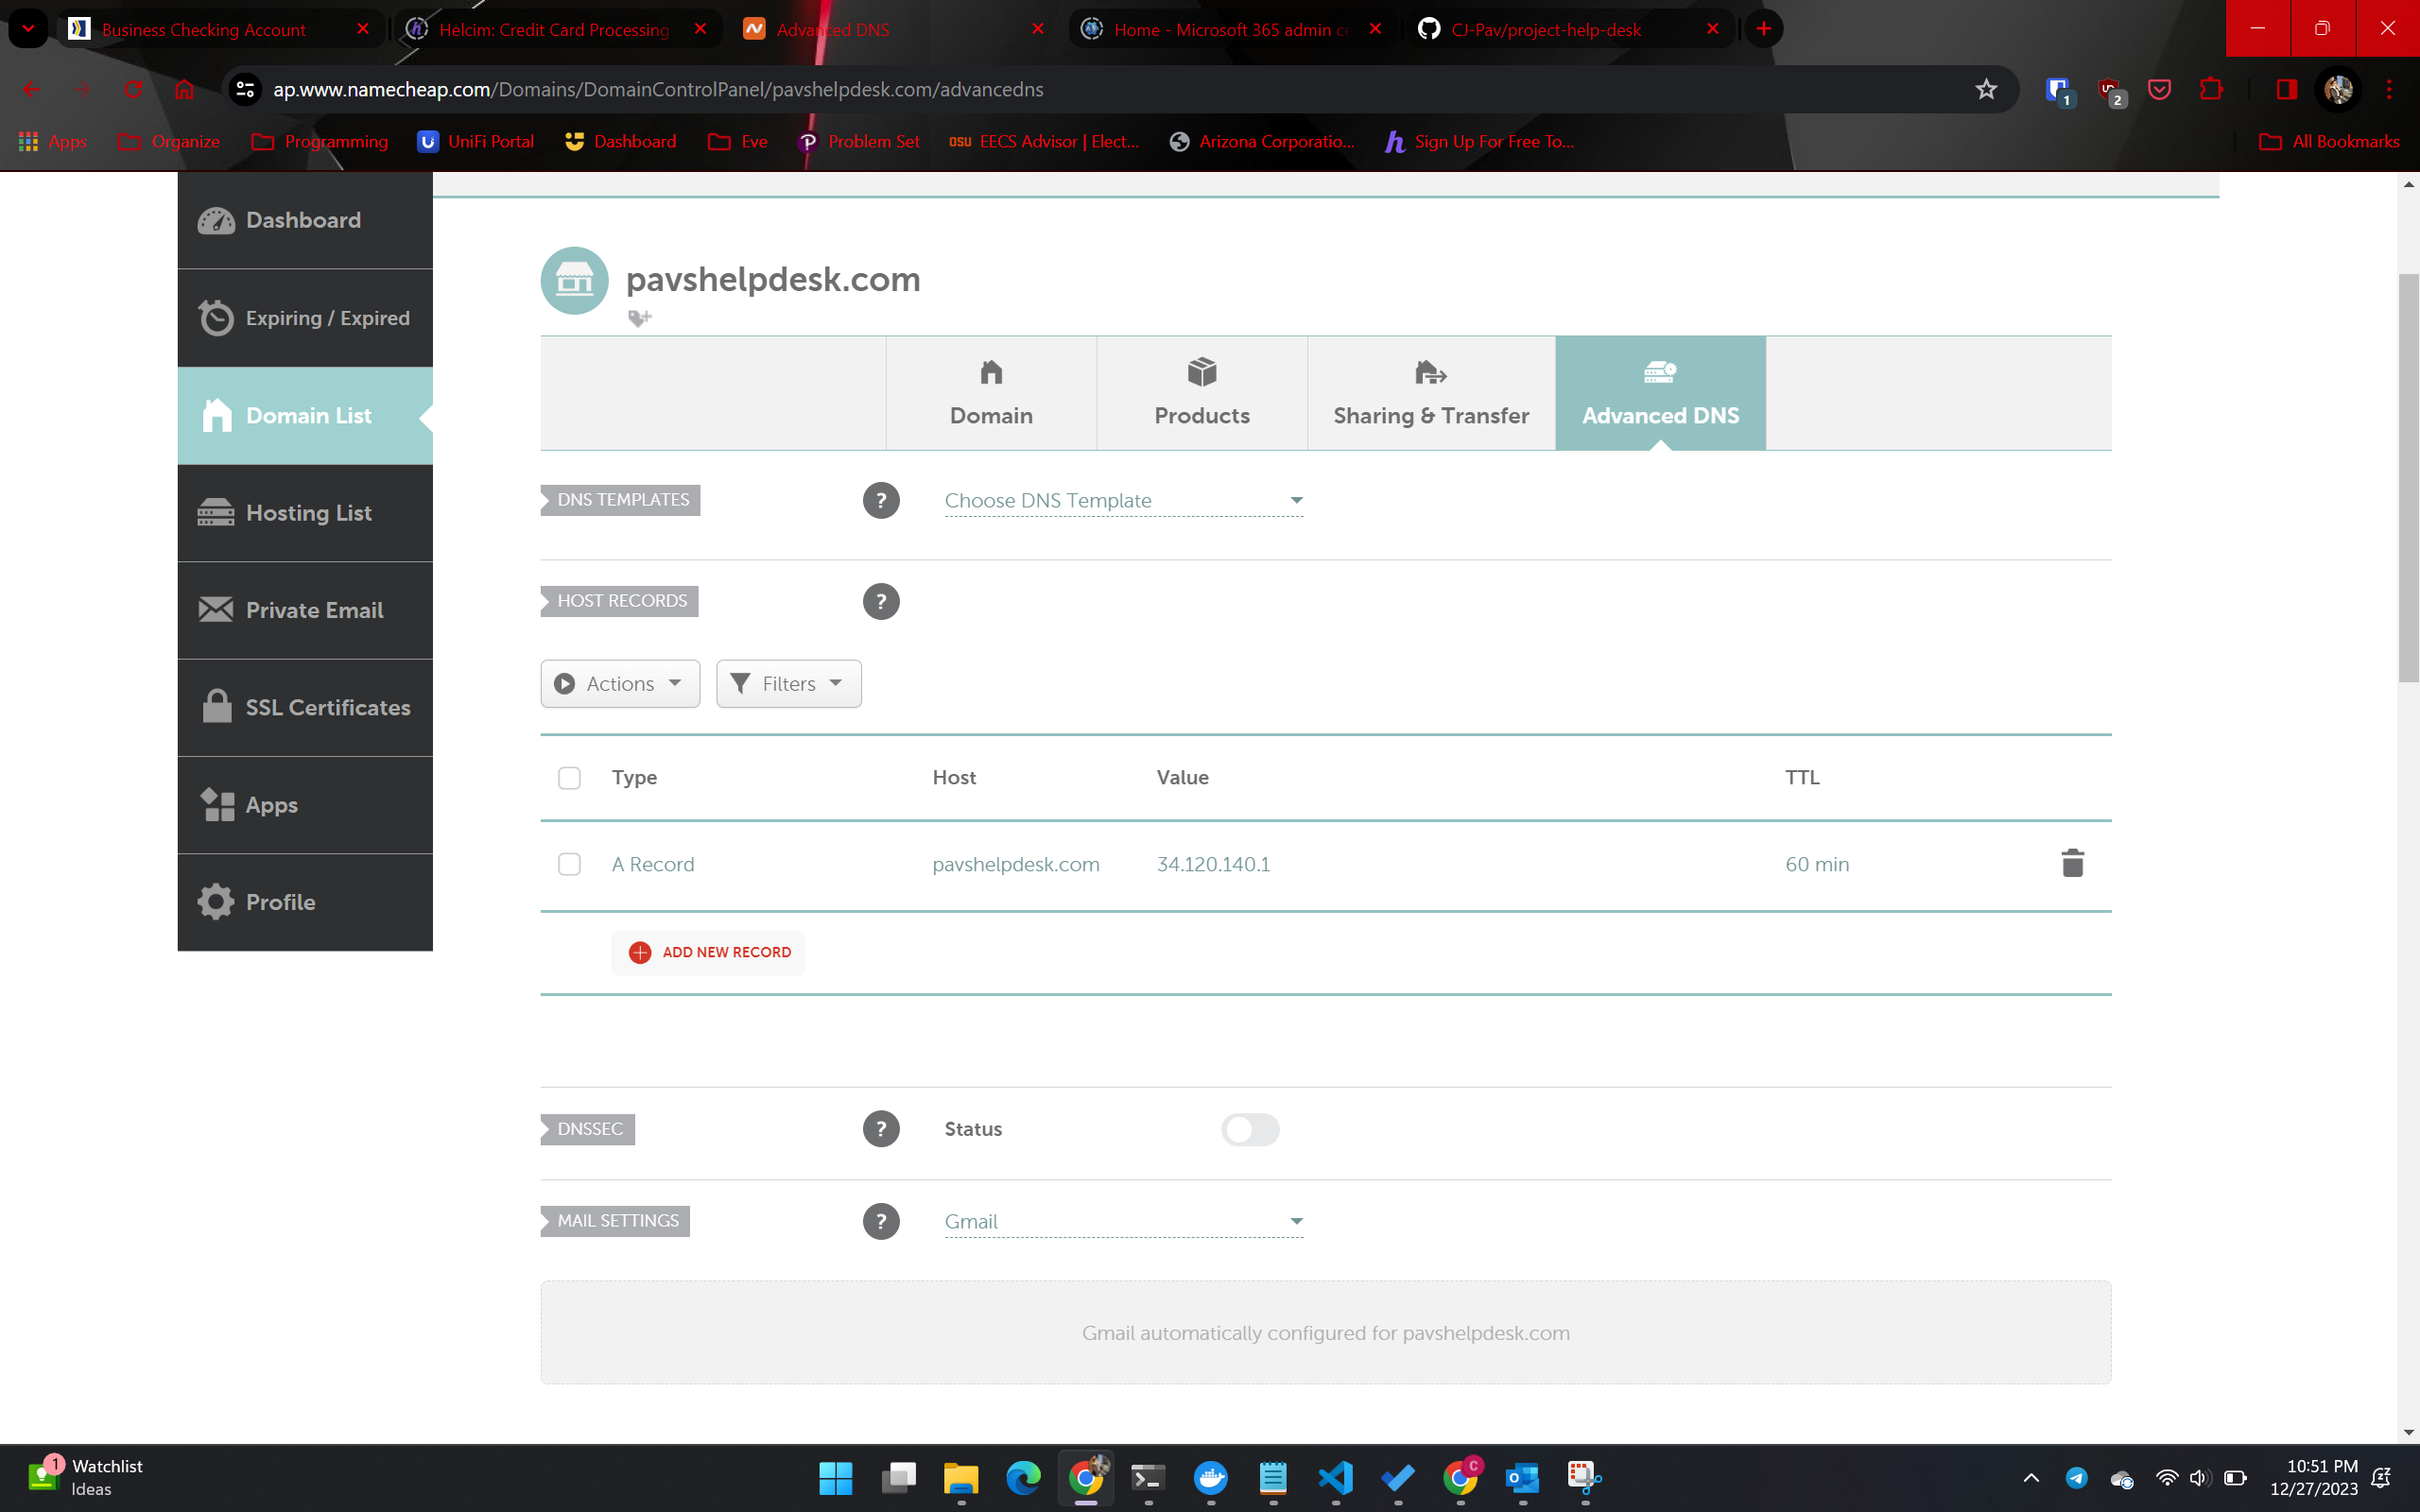 Business Checking Account
Helcim: Credit Card Processing
Advanced DNS
Home - Microsoft 365 admin ce
CJ-Pav/project-help-desk
ap.www.namecheap.com/Domains/DomainControlPanel/pavshelpdesk.com/advancedns
1
2
Apps
Organize
Programming
UniFi Portal
Dashboard
Eve
Problem Set
OSU EECS Advisor | Elect...
Arizona Corporatio...
Sign Up For Free To...
All Bookmarks
Dashboard
Expiring / Expired
Domain List
Hosting List
Private Email
SSL Certificates
Apps
Profile
pavshelpdesk.com
Domain
Products
Sharing & Transfer
Advanced DNS
DNS TEMPLATES
?
Choose DNS Template
HOST RECORDS
?
Actions
Filters
Type Host Value TTL
A Record pavshelpdesk.com 34.120.140.1 60 min
ADD NEW RECORD
DNSSEC
?
Status
MAIL SETTINGS
?
Gmail
Gmail automatically configured for pavshelpdesk.com
1
Watchlist
Ideas
C
10:51 PM
12/27/2023